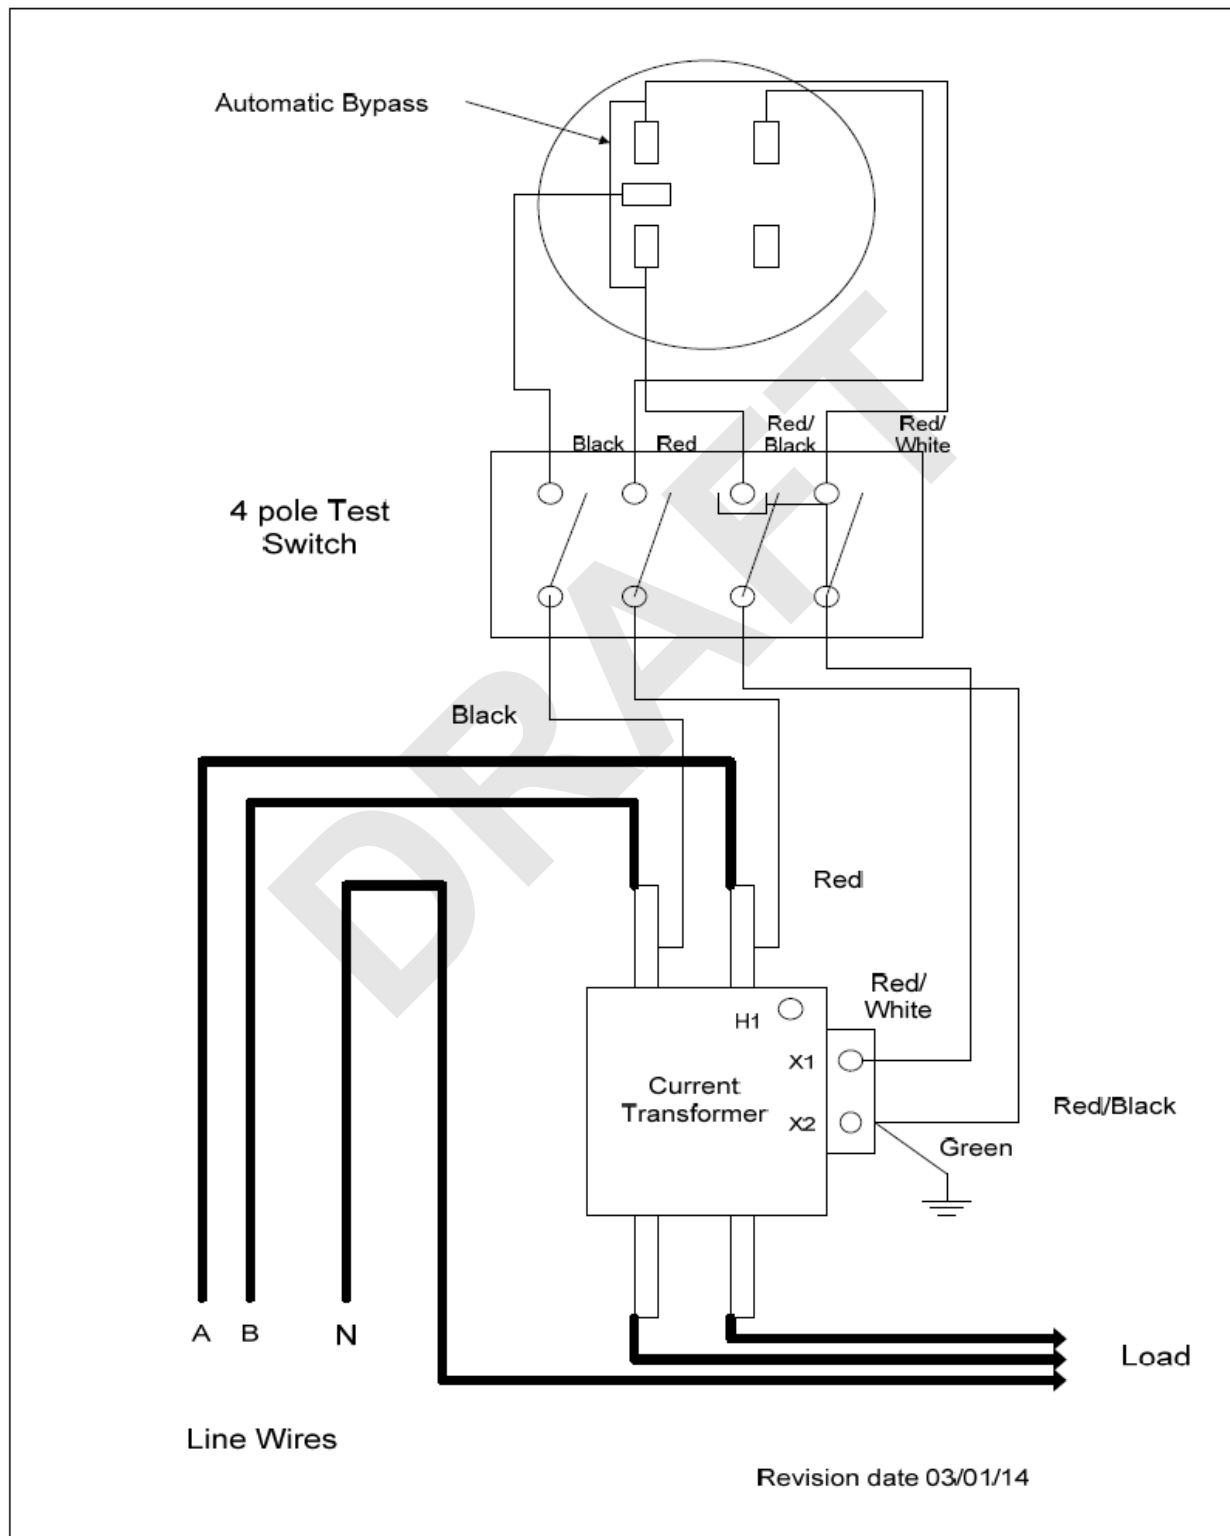 Automatic Bypass
Black
Red
Red/
Black
Red/
White
4 pole Test
Switch
Black
Red
Red/
White
H1
X1
Current
Transformer
X2
Red/Black
Green
A
B
N
Load
Line Wires
Revision date 03/01/14
DRAFT